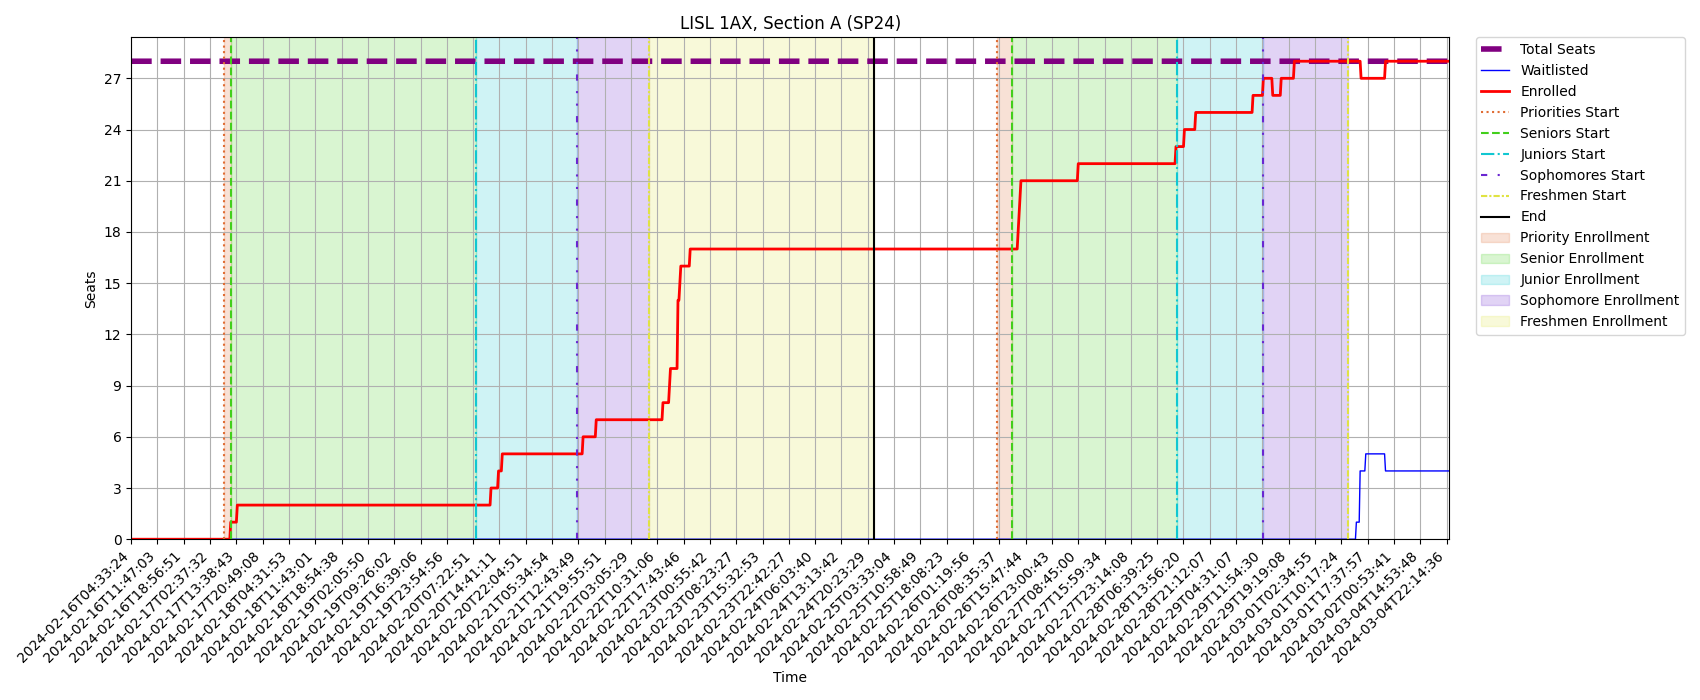 LISL 1AX, Section A (SP24)
Seats
27
24
21
18
15
12
9
6
3
0
2024-02-16T04:33:24
2024-02-16T11:47:03
2024-02-16T18:56:51
2024-02-17T02:37:32
2024-02-17T13:38:43
2024-02-17T20:49:08
2024-02-18T04:31:53
2024-02-18T11:43:01
2024-02-18T18:54:38
2024-02-19T02:05:50
2024-02-19T09:26:02
2024-02-19T16:39:06
2024-02-19T23:54:56
2024-02-20T07:22:51
2024-02-20T14:41:11
2024-02-20T22:04:51
2024-02-21T05:34:54
2024-02-21T12:43:49
2024-02-21T19:55:51
2024-02-22T03:05:29
2024-02-22T10:31:06
2024-02-22T17:43:46
2024-02-23T00:55:42
2024-02-23T08:23:27
2024-02-23T15:32:53
2024-02-23T22:42:27
2024-02-24T06:03:40
2024-02-24T13:13:42
2024-02-24T20:23:29
2024-02-25T03:33:04
2024-02-25T10:58:49
2024-02-25T18:08:23
2024-02-26T01:19:56
2024-02-26T08:35:37
2024-02-26T15:47:44
2024-02-26T23:00:43
2024-02-27T08:45:00
2024-02-27T15:59:34
2024-02-27T23:14:08
2024-02-28T06:39:25
2024-02-28T13:56:20
2024-02-28T21:12:07
2024-02-29T04:31:07
2024-02-29T11:54:30
2024-02-29T19:19:08
2024-03-01T02:34:55
2024-03-01T10:17:24
2024-03-01T17:37:57
2024-03-02T00:53:41
2024-03-04T14:53:48
2024-03-04T22:14:36
Time
Total Seats
Waitlisted
Enrolled
Priorities Start
Seniors Start
Juniors Start
Sophomores Start
Freshmen Start
End
Priority Enrollment
Senior Enrollment
Junior Enrollment
Sophomore Enrollment
Freshmen Enrollment